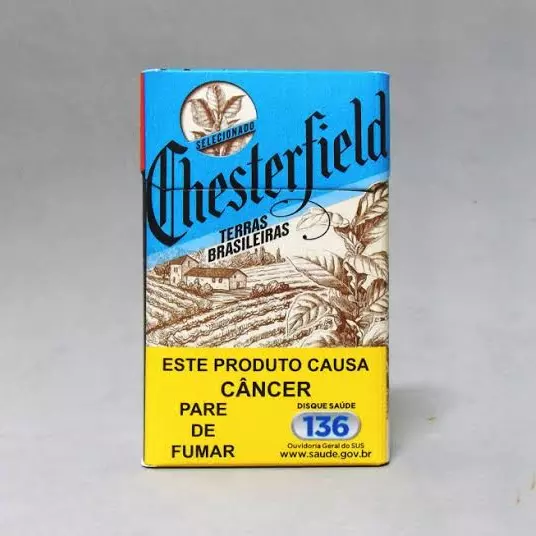 SELECIONADO
Chesterfield
TERRAS
BRASILEIRAS
ESTE PRODUTO CAUSA
CÂNCER
PARE
DE
FUMAR
DISQUE SAÚDE
136
Ouvidoria Geral do SUS
www.saude.gov.br